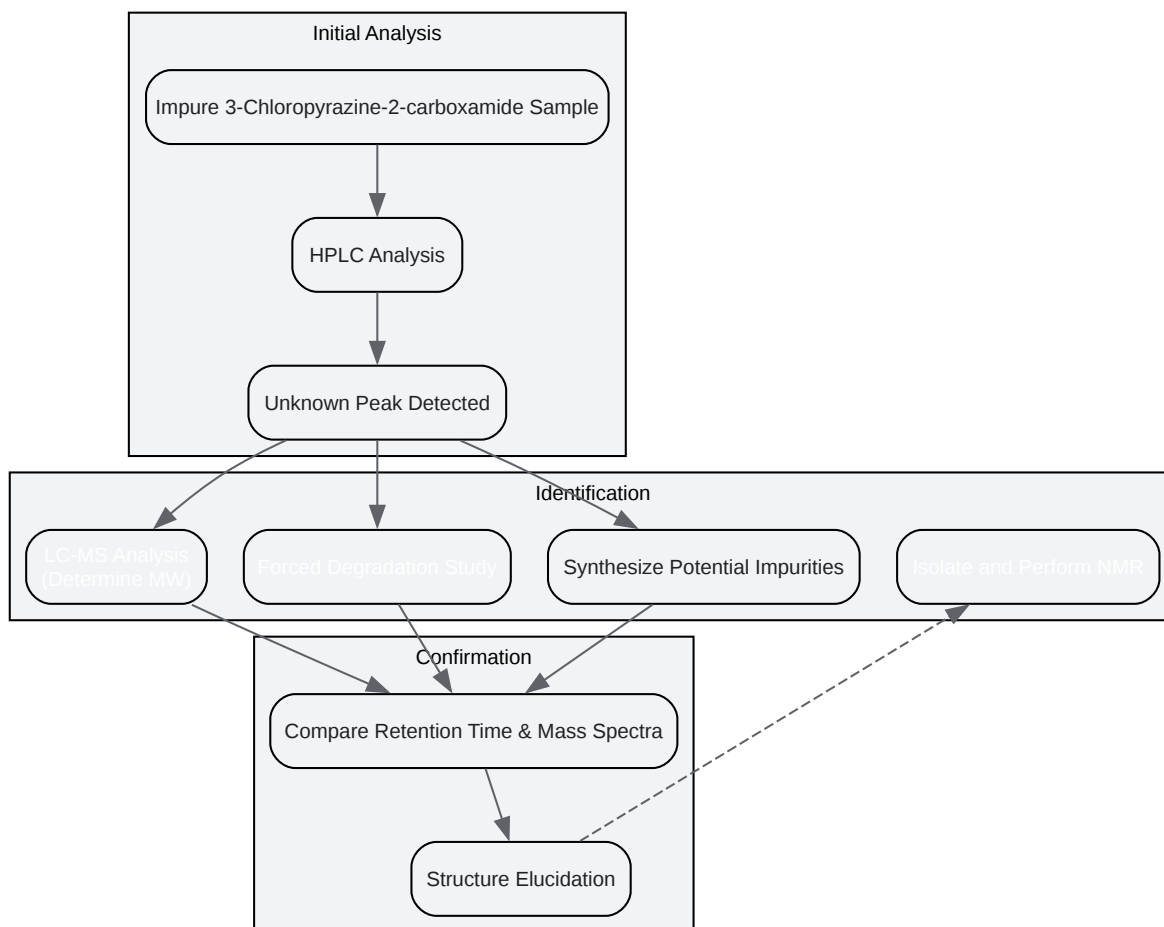 Initial Analysis
Impure 3-Chloropyrazine-2-carboxamide Sample
HPLC Analysis
Unknown Peak Detected
Identification
LC-MS Analysis
(Determine MW)
Forced Degradation Study
Synthesize Potential Impurities
Isolate and Perform NMR
Confirmation
Compare Retention Time & Mass Spectra
Structure Elucidation